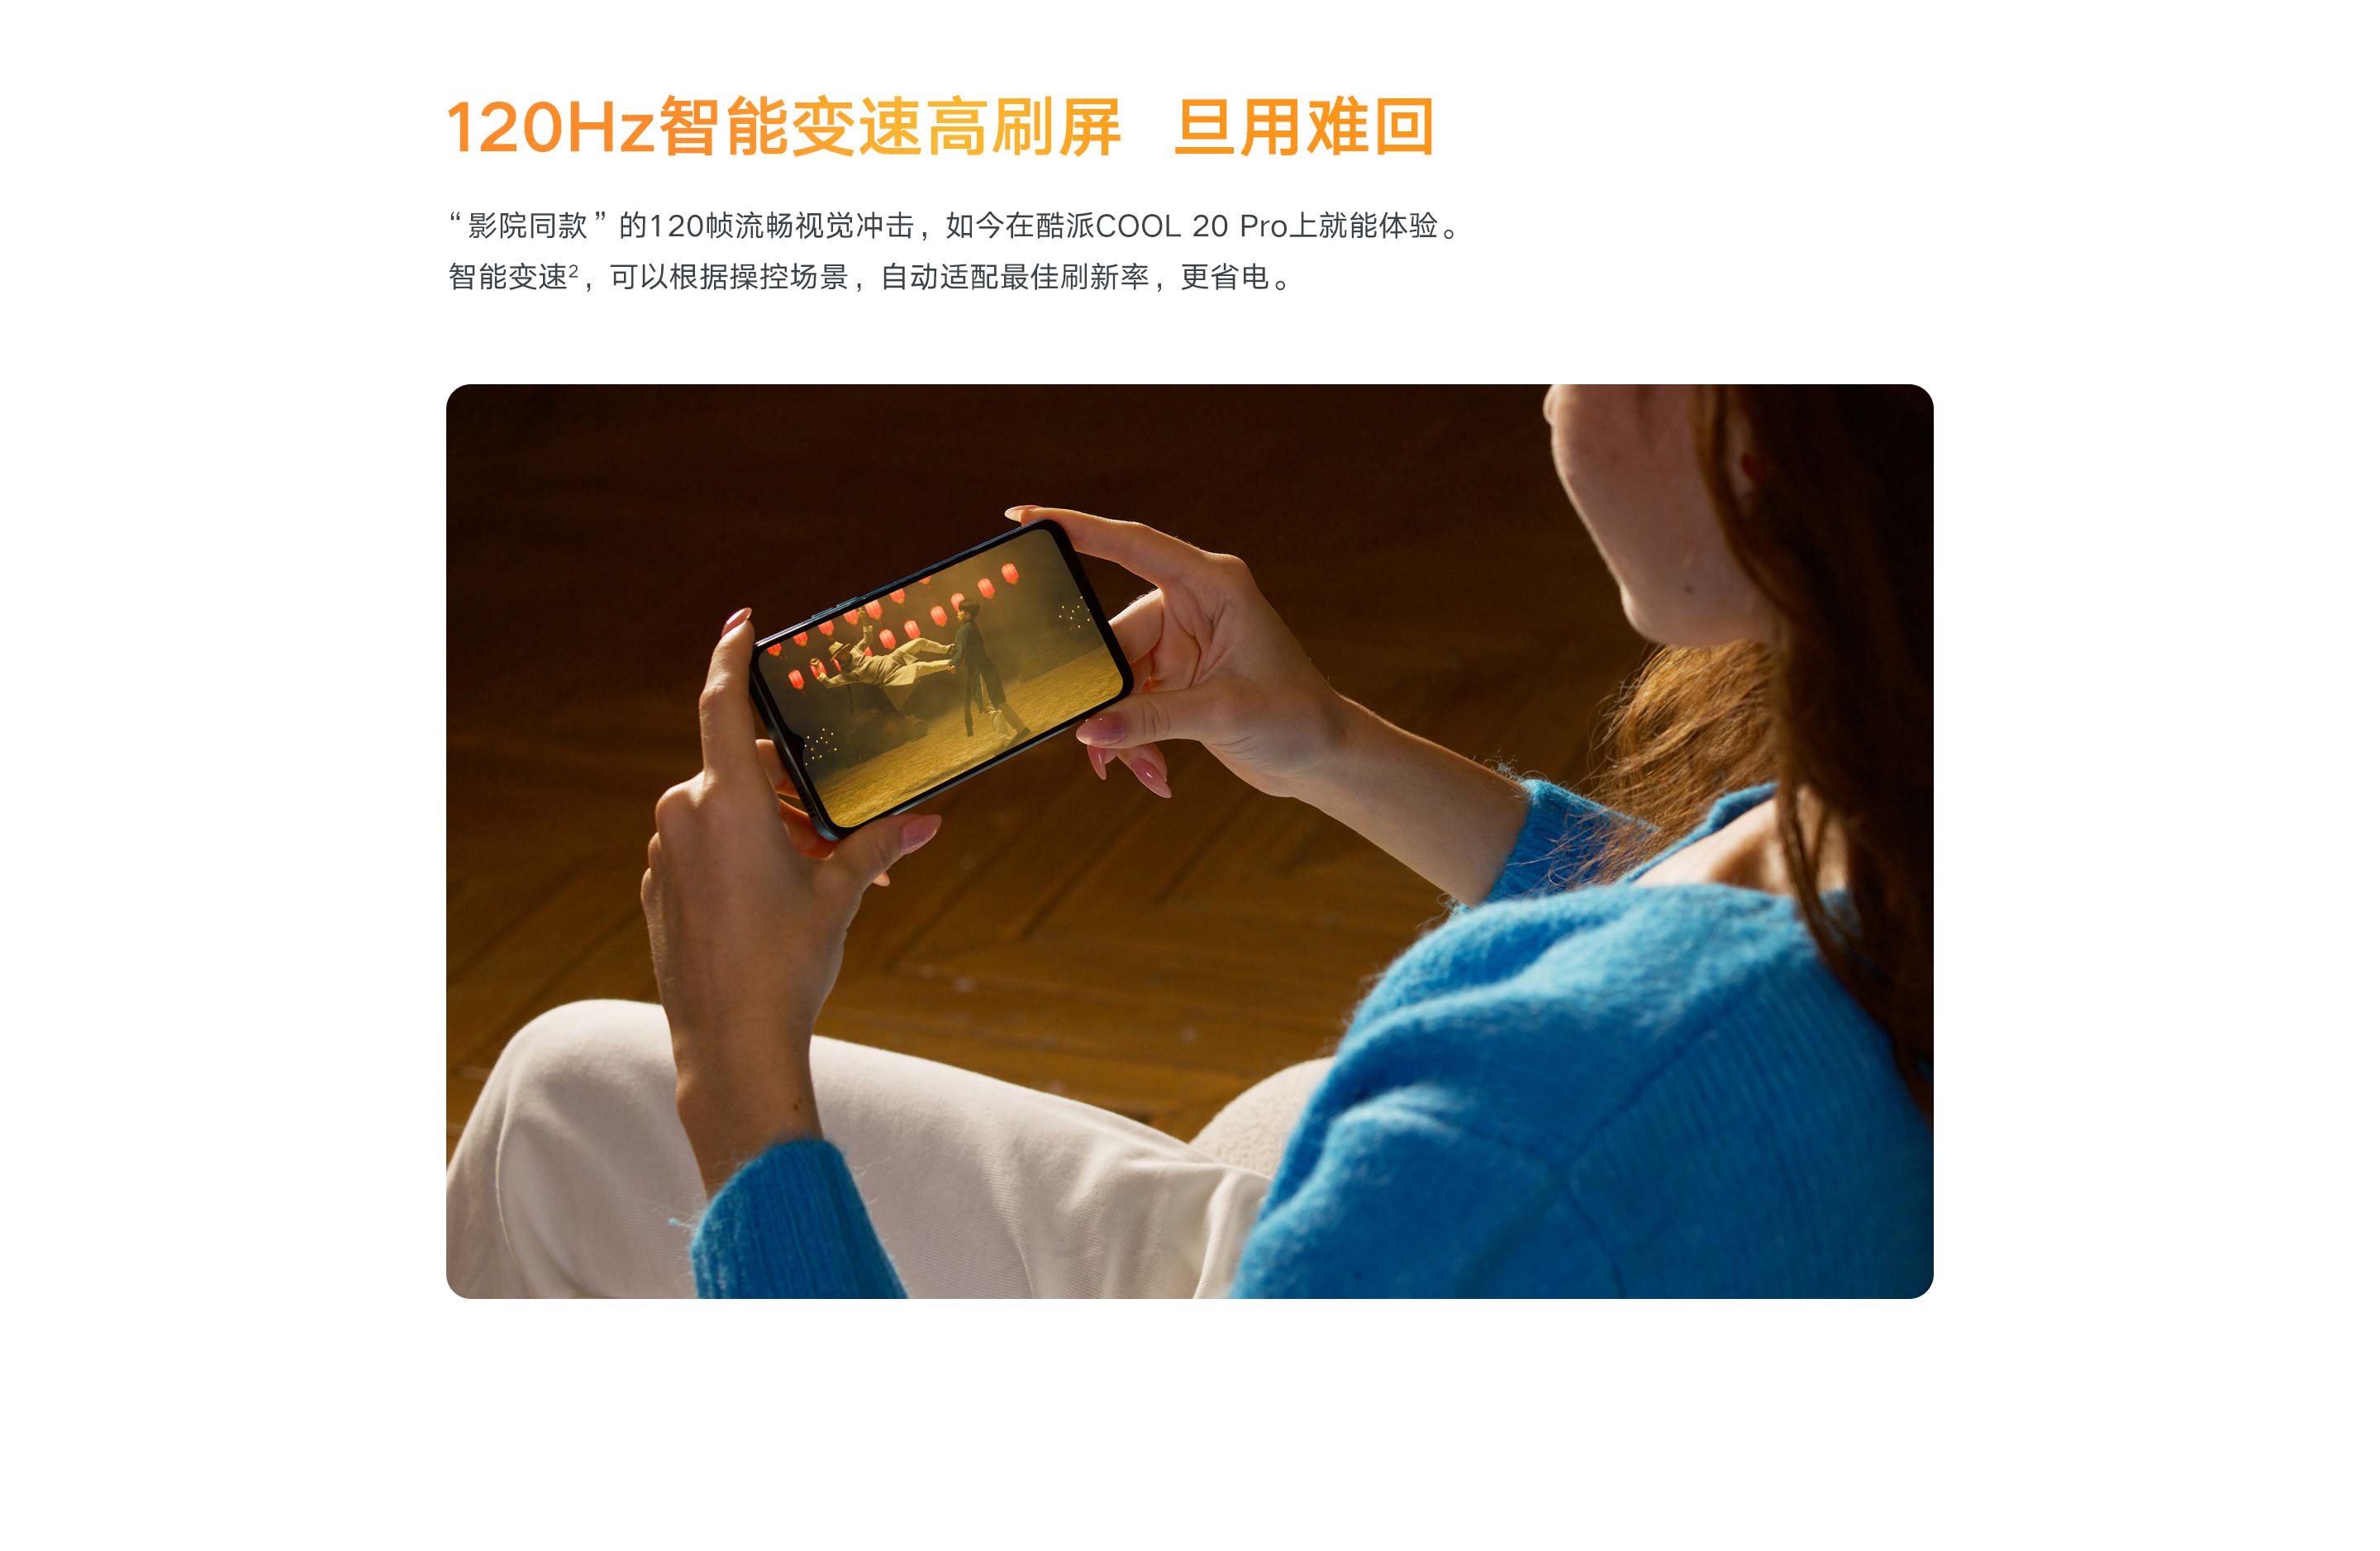 120Hz智能变速高刷屏 旦用难回
“影院同款”的120帧流畅视觉冲击，如今在酷派COOL 20 Pro上就能体验。
智能变速²，可以根据操控场景，自动适配最佳刷新率，更省电。